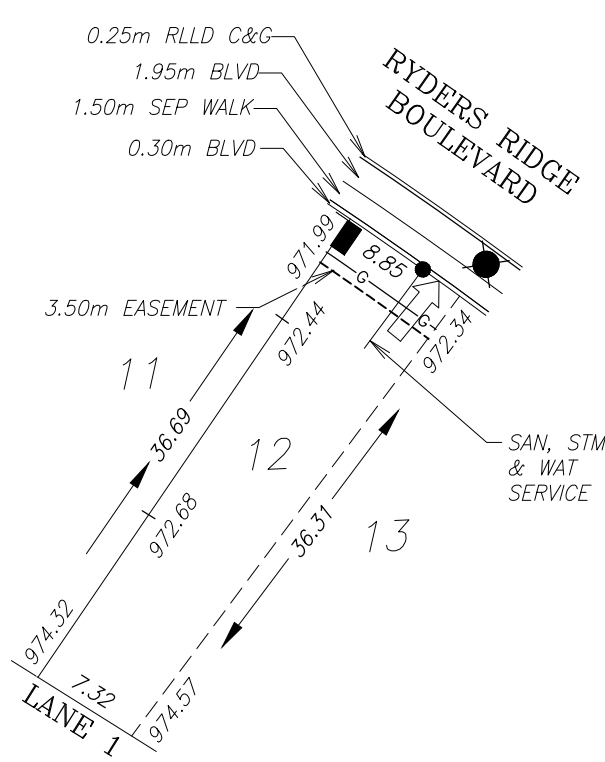 0.25m RLLD C&G
1.95m BLVD
1.50m SEP WALK
0.30m BLVD
RYDERS RIDGE
BOULEVARD
971.99
8.85
G
3.50m EASEMENT
G
972.44
972.34
11
36.69
12
SAN, STM
& WAT
SERVICE
972.68
36.31
13
974.32
7.32
974.57
LANE 1